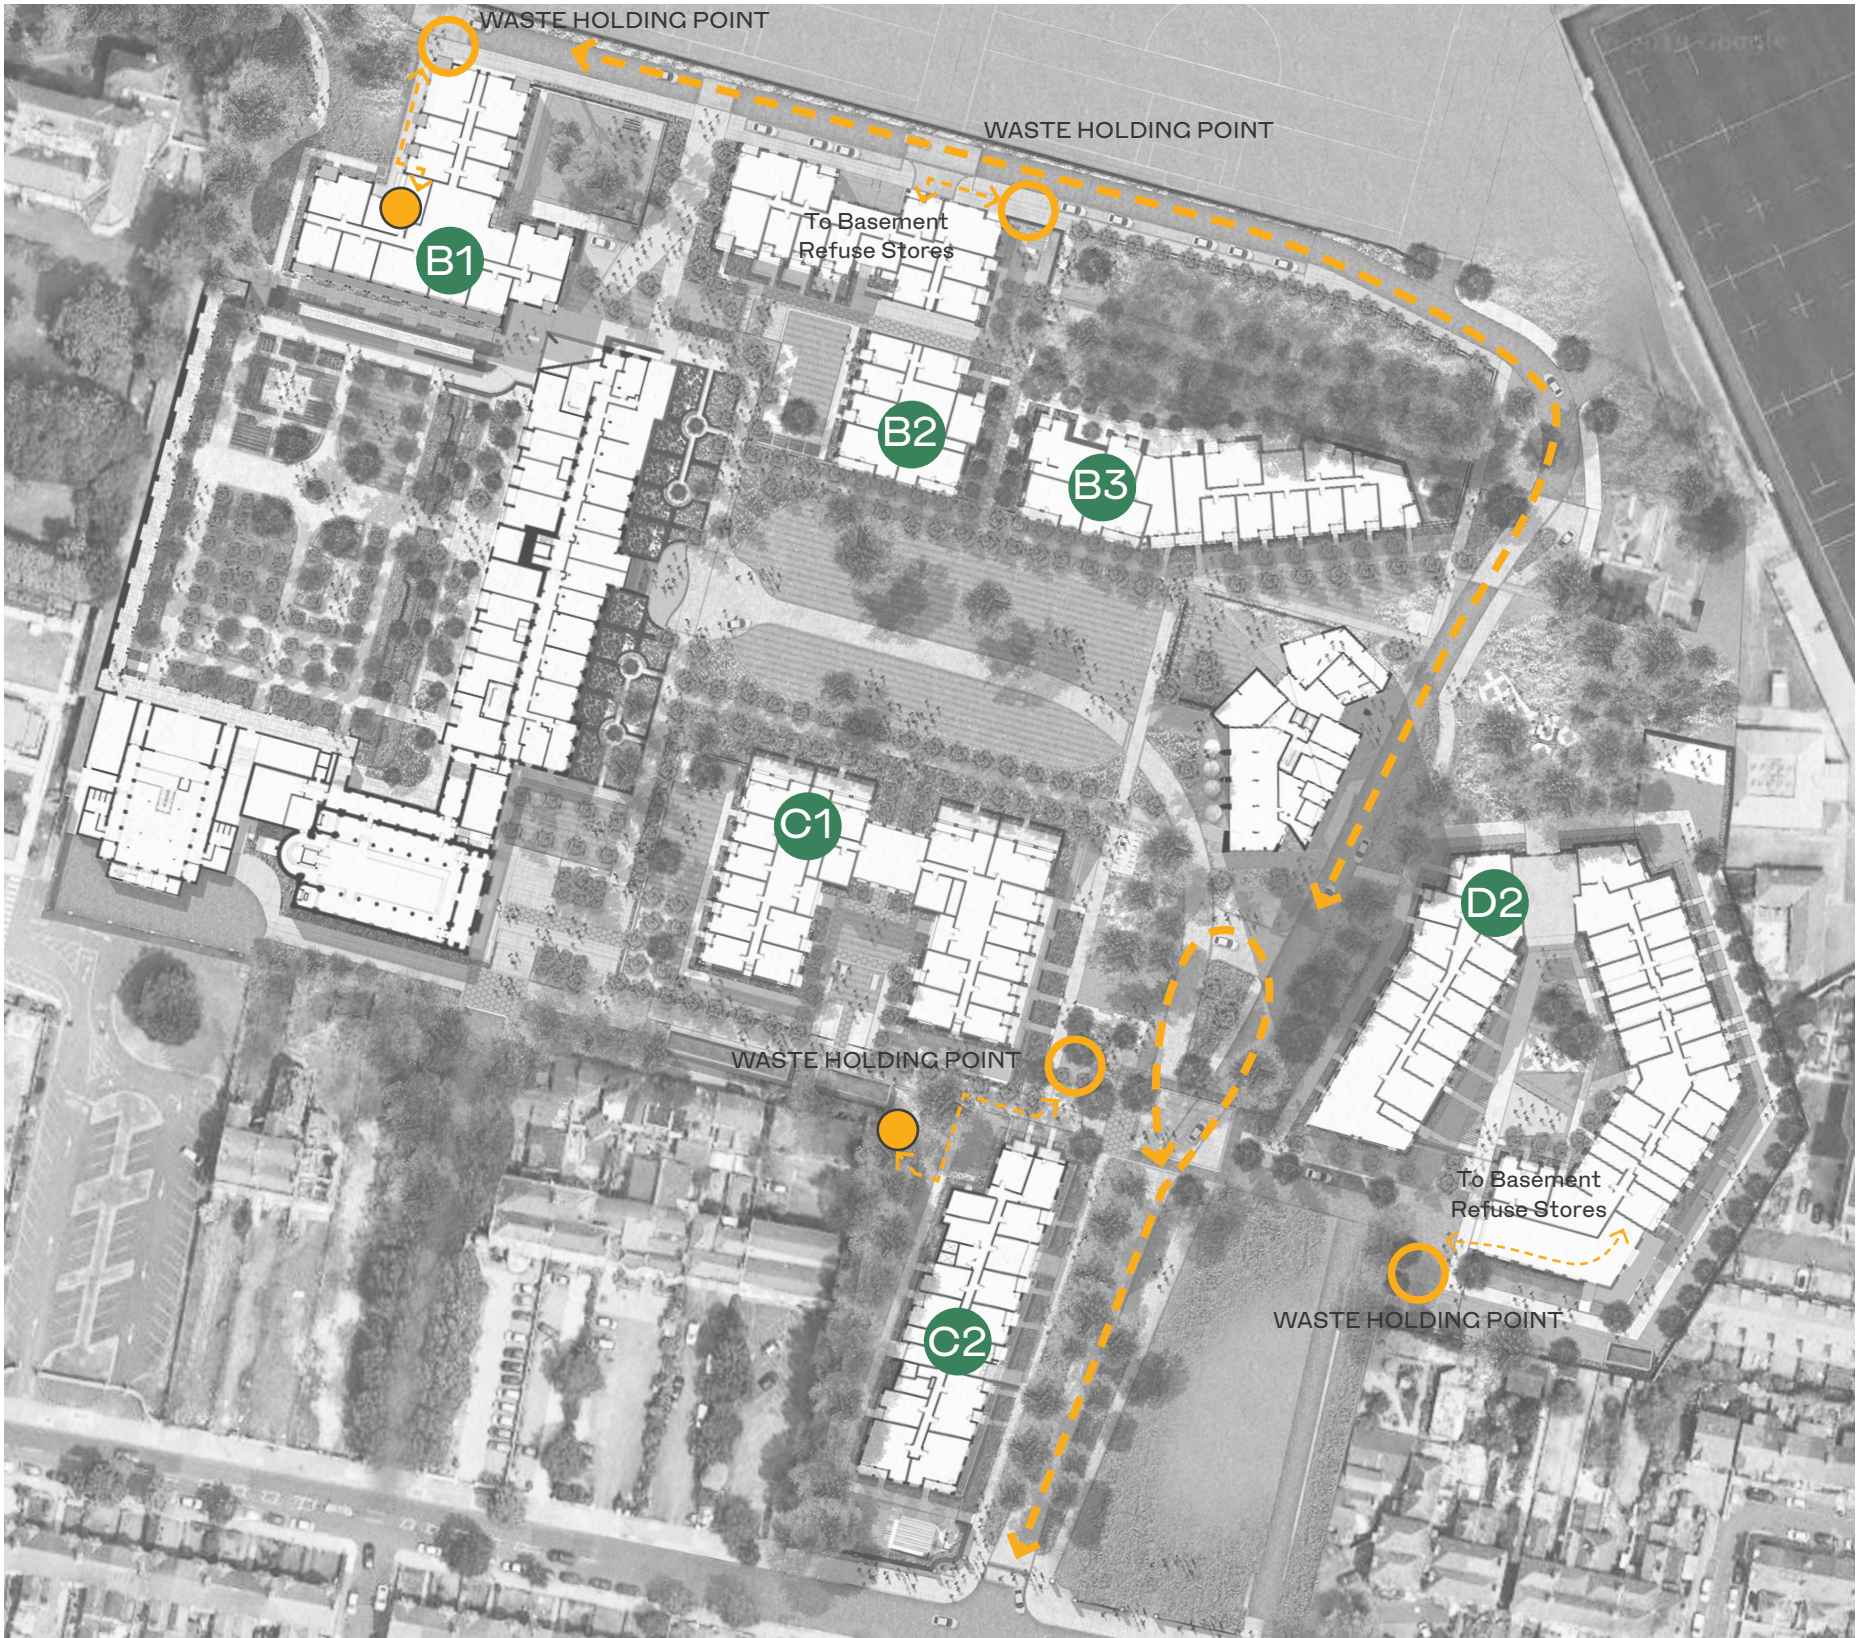 WASTE HOLDING POINT
WASTE HOLDING POINT
To Basement
Refuse Stores
B1
B2
B3
C1
D2
WASTE HOLDING POINT
To Basement
Refuse Stores
WASTE HOLDING POINT
C2